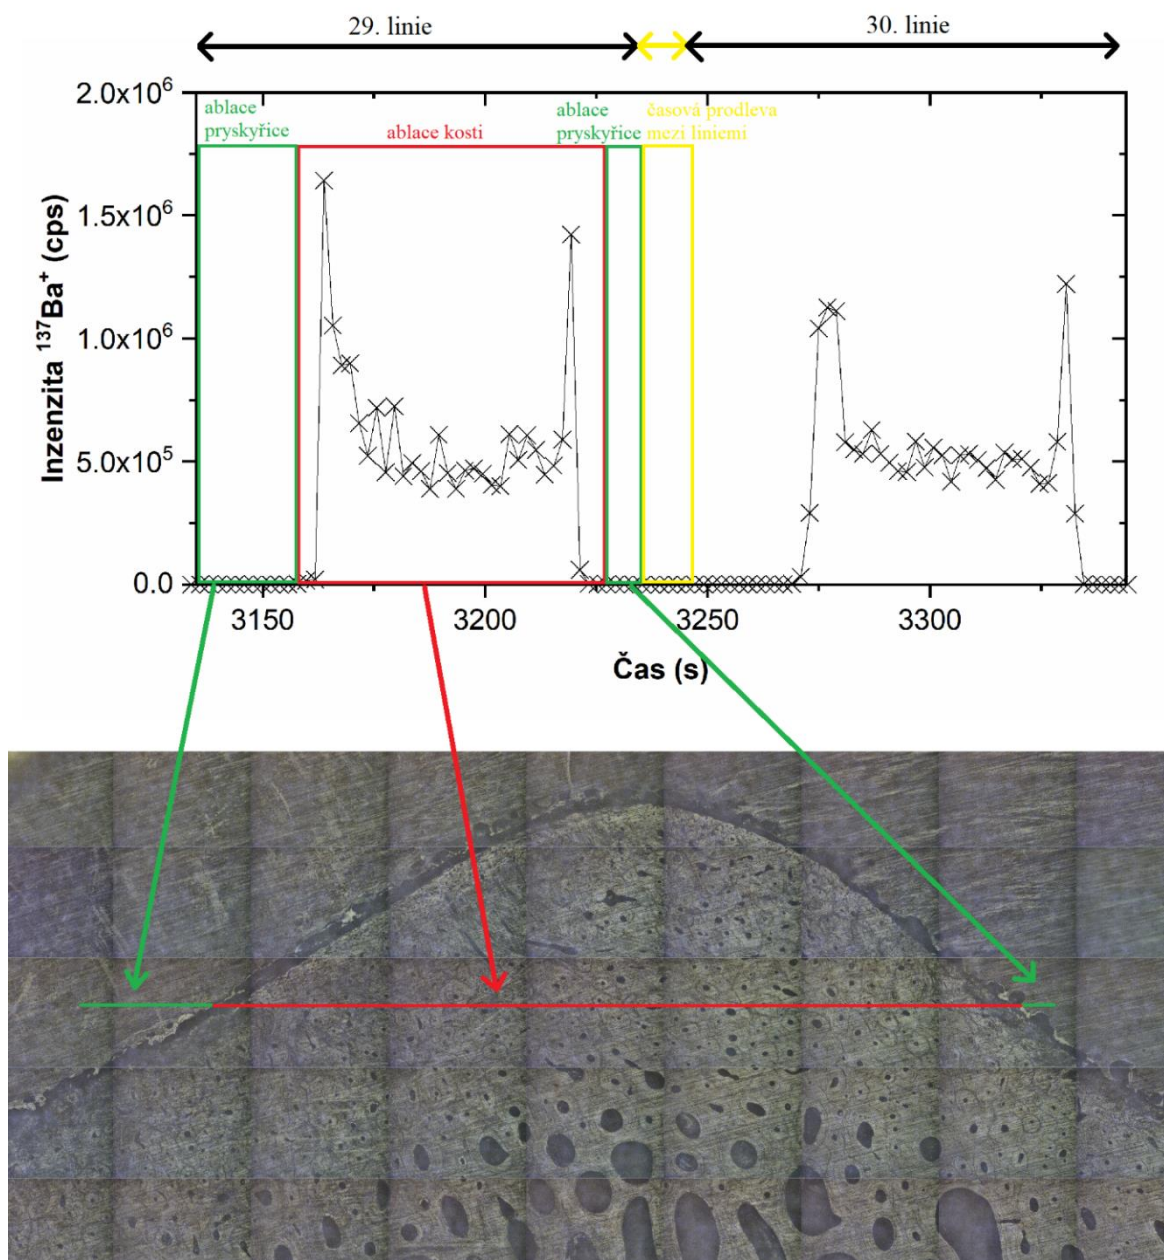 29. linie
30. linie
2.0x10⁶
ablace
pryskyřice
ablace kosti
ablace
pryskyřice
časová prodleva
mezi liniemi
1.5x10⁶
1.0x10⁶
5.0x10⁵
0.0
Inzenzita ¹³⁷Ba⁺ (cps)
3150
3200
3250
3300
Čas (s)